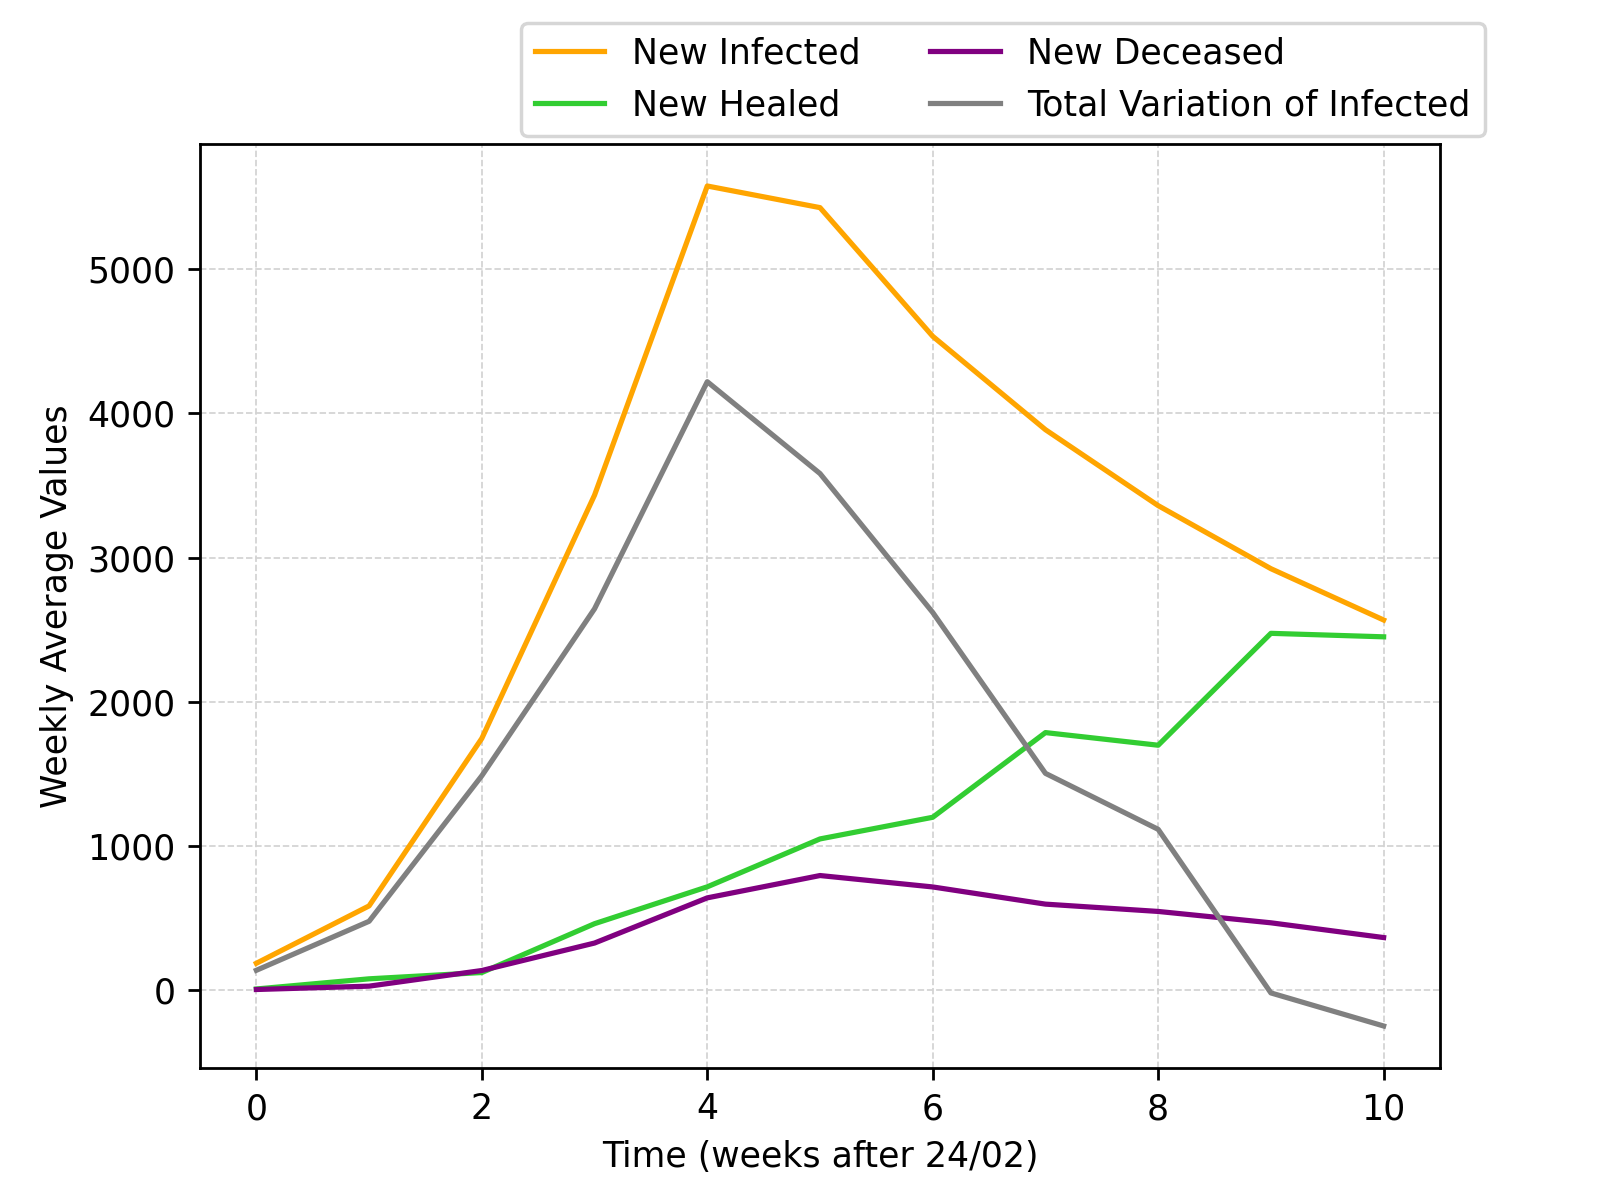 New Infected
New Healed
New Deceased
Total Variation of Infected
Weekly Average Values
5000
4000
3000
2000
1000
0
0 2 4 6 8 10
Time (weeks after 24/02)